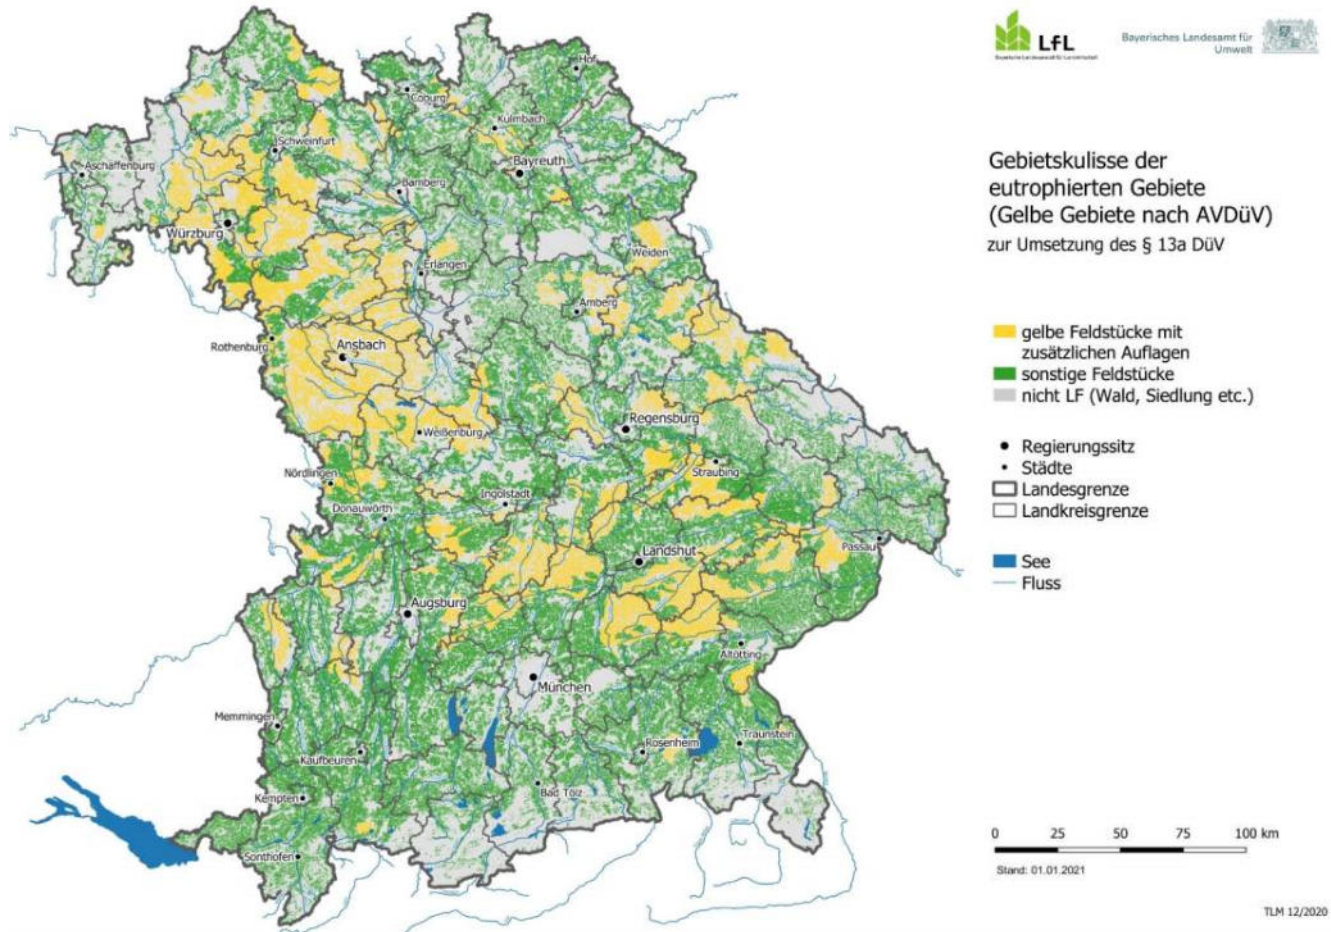 LfL
Bayerische Landesanstalt für Landwirtschaft
Bayerisches Landesamt für
Umwelt
Gebietskulisse der
eutrophierten Gebiete
(Gelbe Gebiete nach AVDüV)
zur Umsetzung des § 13a DüV
gelbe Feldstücke mit
zusätzlichen Auflagen
sonstige Feldstücke
nicht LF (Wald, Siedlung etc.)
Regierungssitz
Städte
Landesgrenze
Landkreisgrenze
See
Fluss
0 25 50 75 100 km
Stand: 01.01.2021
TLM 12/2020
Hof
Coburg
Kulmbach
Schweinfurt
Aschaffenburg
Bayreuth
Bamberg
Würzburg
Weiden
Erlangen
Amberg
Rothenburg
Ansbach
Regensburg
Weißenburg
Nördlingen
Straubing
Ingolstadt
Donauwörth
Passau
Landshut
Augsburg
Altötting
München
Memmingen
Traunstein
Rosenheim
Kaufbeuren
Bad Tölz
Kempten
Sonthofen